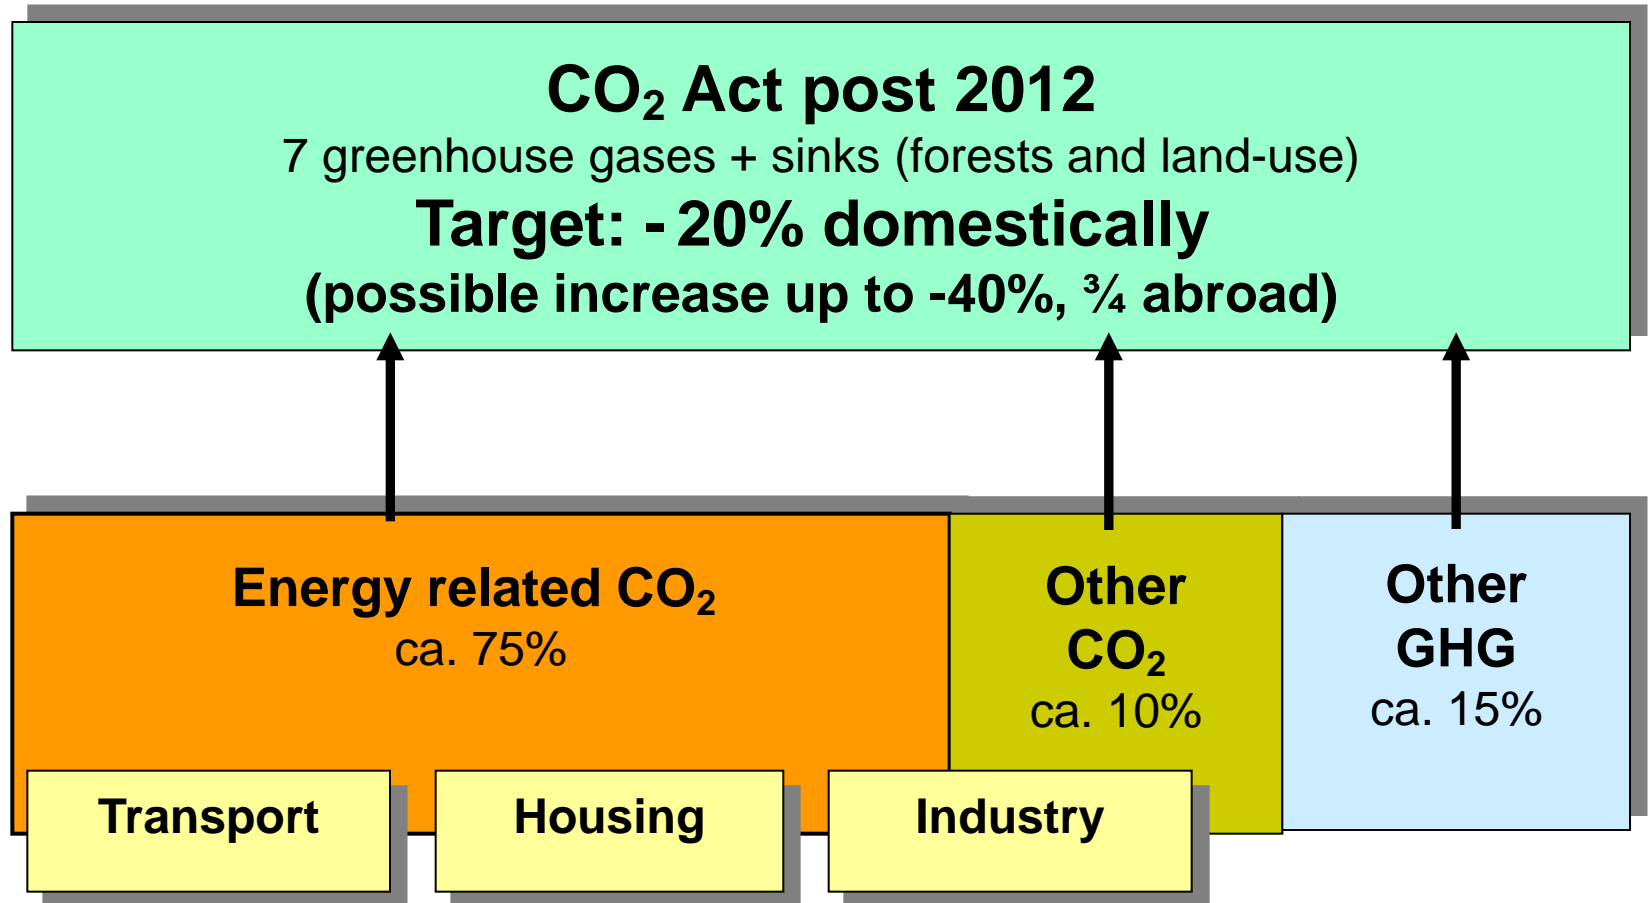 CO₂ Act post 2012
7 greenhouse gases + sinks (forests and land-use)
Target: - 20% domestically
(possible increase up to -40%, ¾ abroad)
Energy related CO₂
ca. 75%
Other
CO₂
ca. 10%
Other
GHG
ca. 15%
Transport
Housing
Industry